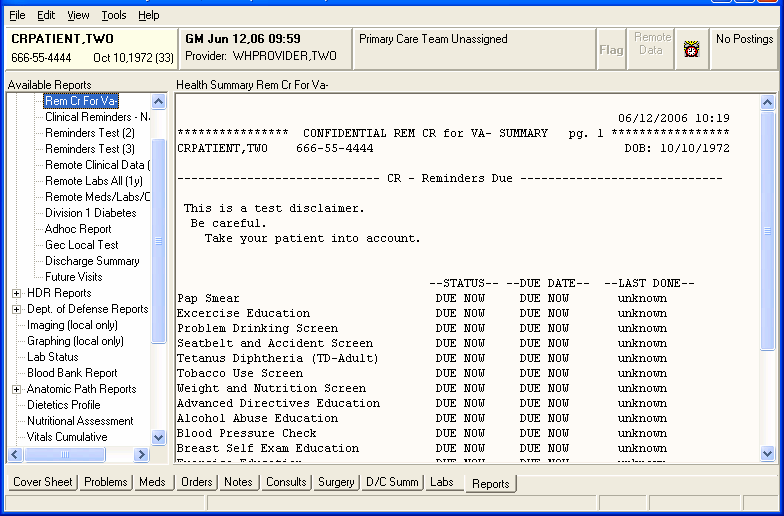 File Edit View Tools Help
CRPATIENT,TWO
666-55-4444 Oct 10,1972 (33)
GM Jun 12,06 09:59
Provider: WHPROVIDER,TWO
Primary Care Team Unassigned
Flag
Remote
Data
No Postings
Available Reports
Rem Cr For Va-
Clinical Reminders - N
Reminders Test (2)
Reminders Test (3)
Remote Clinical Data (
Remote Labs All (1y)
Remote Meds/Labs/C
Division 1 Diabetes
Adhoc Report
Gec Local Test
Discharge Summary
Future Visits
HDR Reports
Dept. of Defense Reports
Imaging (local only)
Graphing (local only)
Lab Status
Blood Bank Report
Anatomic Path Reports
Dietetics Profile
Nutritional Assessment
Vitals Cumulative
Health Summary Rem Cr For Va-
06/12/2006 10:19
*************** CONFIDENTIAL REM CR for VA- SUMMARY pg. 1 *****************
CRPATIENT,TWO 666-55-4444 DOB: 10/10/1972
----------------------------- CR - Reminders Due -----------------------------
This is a test disclaimer.
Be careful.
Take your patient into account.
--STATUS-- --DUE DATE-- --LAST DONE--
Pap Smear DUE NOW DUE NOW unknown
Excercise Education DUE NOW DUE NOW unknown
Problem Drinking Screen DUE NOW DUE NOW unknown
Seatbelt and Accident Screen DUE NOW DUE NOW unknown
Tetanus Diphtheria (TD-Adult) DUE NOW DUE NOW unknown
Tobacco Use Screen DUE NOW DUE NOW unknown
Weight and Nutrition Screen DUE NOW DUE NOW unknown
Advanced Directives Education DUE NOW DUE NOW unknown
Alcohol Abuse Education DUE NOW DUE NOW unknown
Blood Pressure Check DUE NOW DUE NOW unknown
Breast Self Exam Education DUE NOW DUE NOW unknown
Cover Sheet Problems Meds Orders Notes Consults Surgery D/C Summ Labs Reports